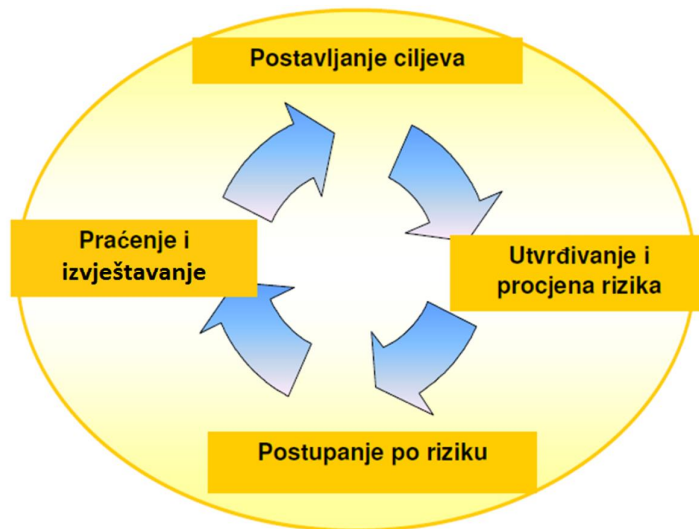 Postavljanje ciljeva
Praćenje i
izvještavanje
Utvrđivanje i
procjena rizika
Postupanje po riziku